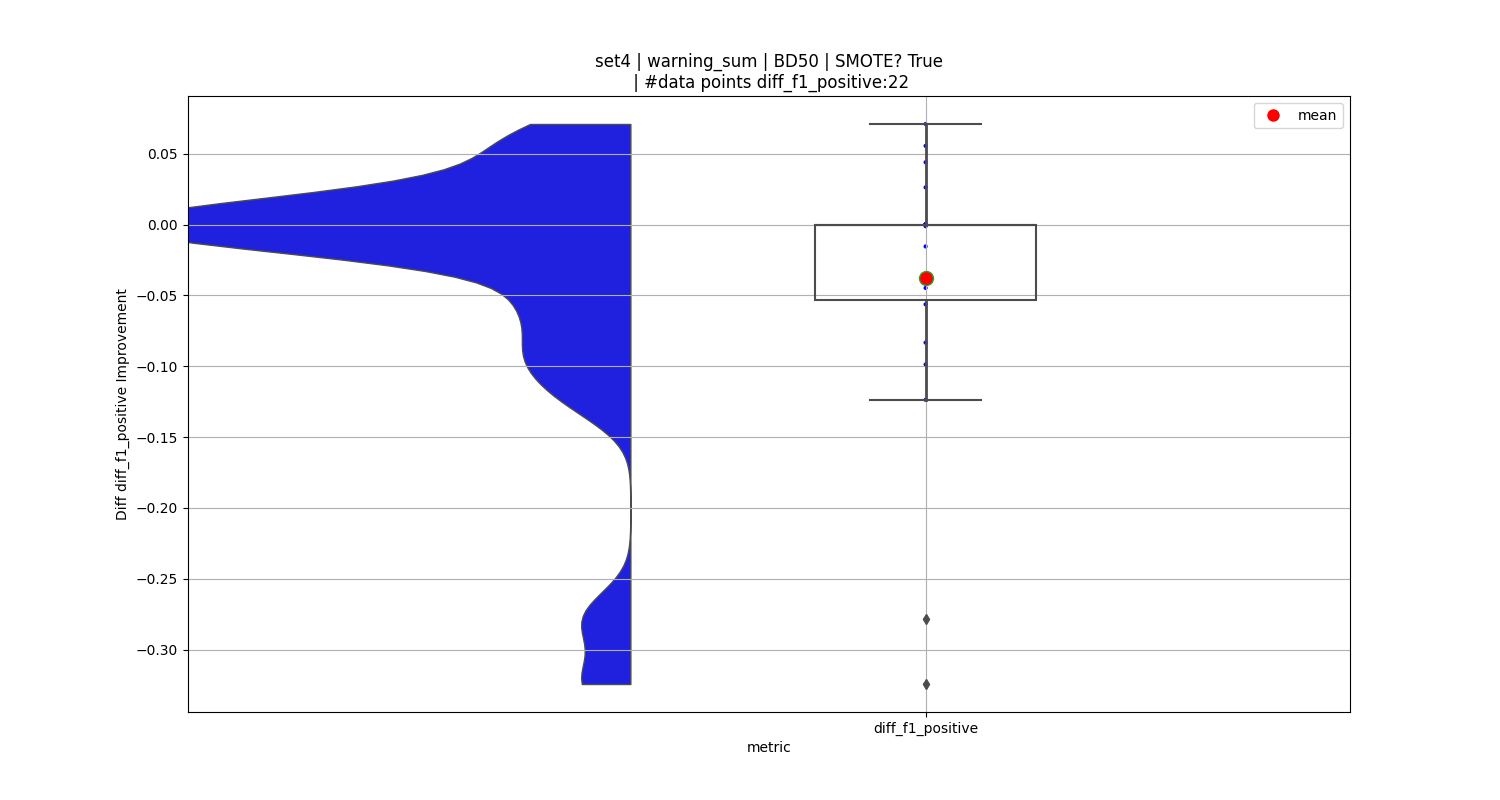 set4 | warning_sum | BD50 | SMOTE? True
| #data points diff_f1_positive:22
mean
0.05
0.00
−0.05
−0.10
−0.15
−0.20
−0.25
−0.30
Diff diff_f1_positive Improvement
diff_f1_positive
metric